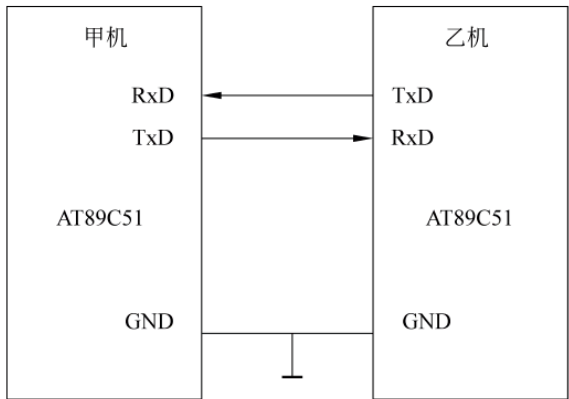 甲机 乙机
RxD TxD
TxD RxD
AT89C51 AT89C51
GND GND